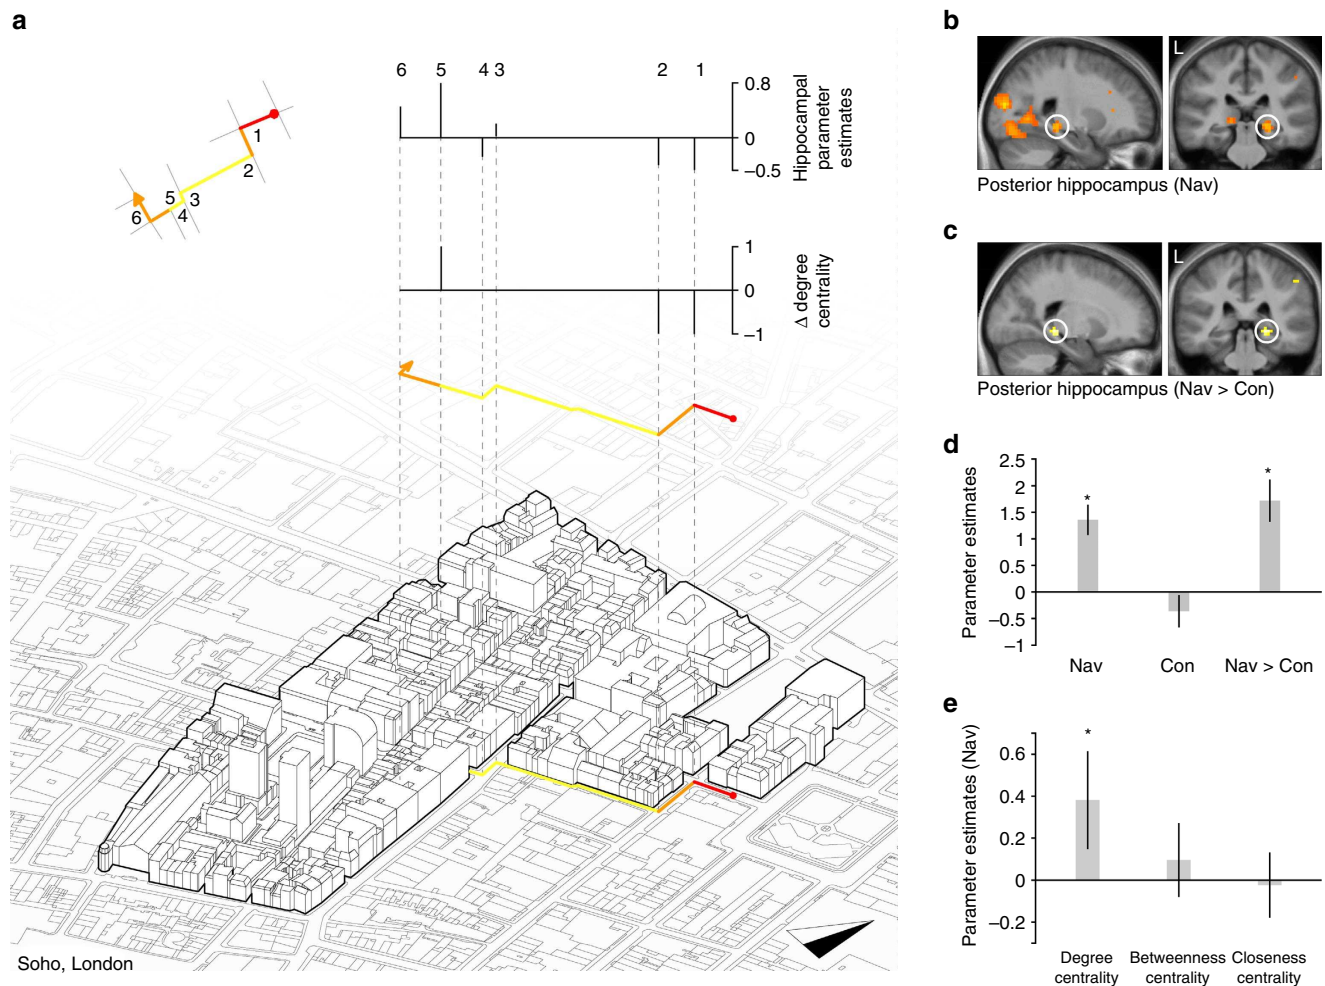 a
6 5 4 3 2 1
0.8
0
−0.5
Hippocampal
parameter
estimates
1
2
3
4
5
6
1
0
−1
Δ degree
centrality
Soho, London
b
L
Posterior hippocampus (Nav)
c
L
Posterior hippocampus (Nav > Con)
d
Parameter estimates
2.5
2
1.5
1
0.5
0
−0.5
−1
*
*
Nav Con Nav > Con
e
Parameter estimates (Nav)
0.6
0.4
0.2
0
−0.2
*
Degree
centrality
Betweenness
centrality
Closeness
centrality